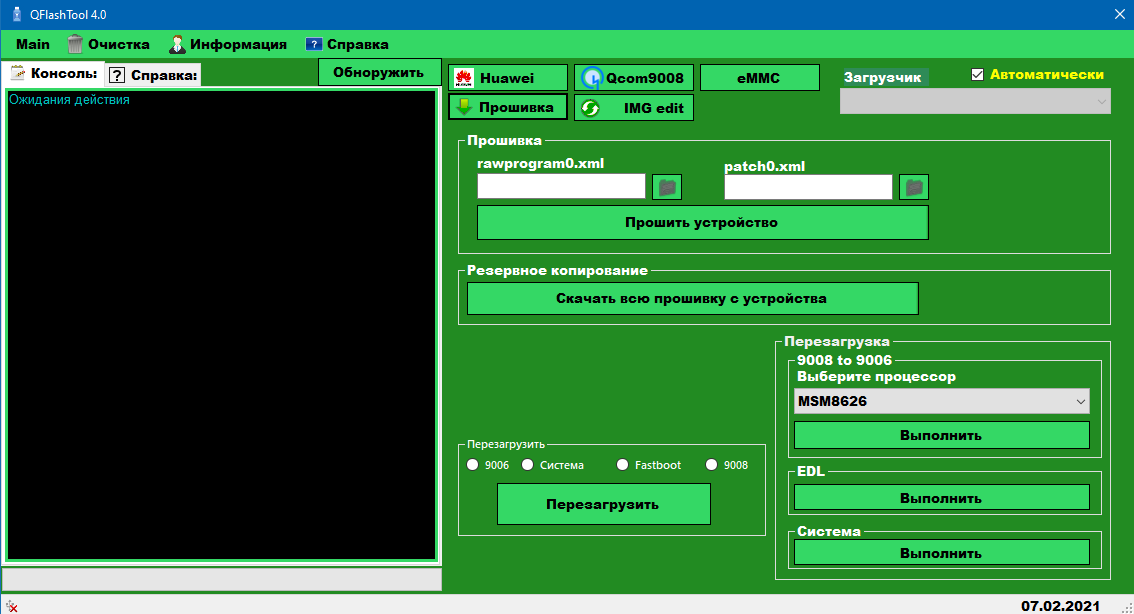 QFlashTool 4.0
Main Очистка Информация ? Справка
Консоль: ? Справка: Обноружить
Ожидания действия
Huawei Qcom9008 eMMC
Загрузчик Автоматически
Прошивка IMG edit
Прошивка
rawprogram0.xml patch0.xml
Прошить устройство
Резервное копирование
Скачать всю прошивку с устройства
Перезагрузка
9008 to 9006
Выберите процессор
MSM8626
Выполнить
Перезагрузить
9006 Система Fastboot 9008
Перезагрузить
EDL
Выполнить
Система
Выполнить
07.02.2021